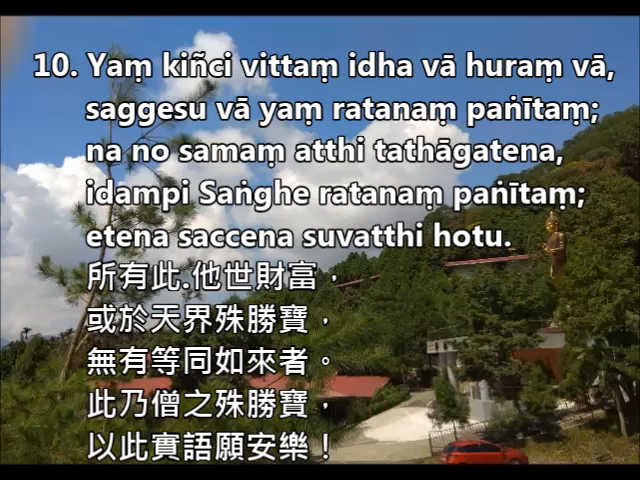 10. Yaṃ kiñci vittaṃ idha vā huraṃ vā,
saggesu vā yaṃ ratanaṃ paṅītaṃ;
na no samaṃ atthi tathāgatena,
idampi Saṅghe ratanaṃ paṅītaṃ;
etena saccena suvatthi hotu.
所有此.他世財富，
或於天界殊勝寶，
無有等同如來者。
此乃僧之殊勝寶，
以此實語願安樂！